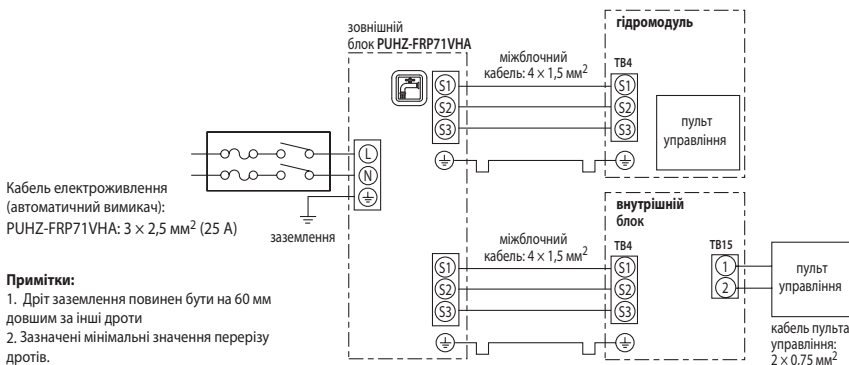 зовнішній
блок PUHZ-FRP71VHA
L
N
S1
S2
S3
S1
S2
S3
міжблочний
кабель: 4 × 1,5 мм²
гідромодуль
TB4
S1
S2
S3
пульт
управління
Кабель електроживлення
(автоматичний вимикач):
PUHZ-FRP71VHA: 3 × 2,5 мм² (25 А)
заземлення
міжблочний
кабель: 4 × 1,5 мм²
внутрішній
блок
TB4
S1
S2
S3
TB15
1
2
пульт
управління
кабель пульта
управління:
2 × 0,75 мм²
Примітки:
1. Дріт заземлення повинен бути на 60 мм
довшим за інші дроти
2. Зазначені мінімальні значення перерізу
дротів.